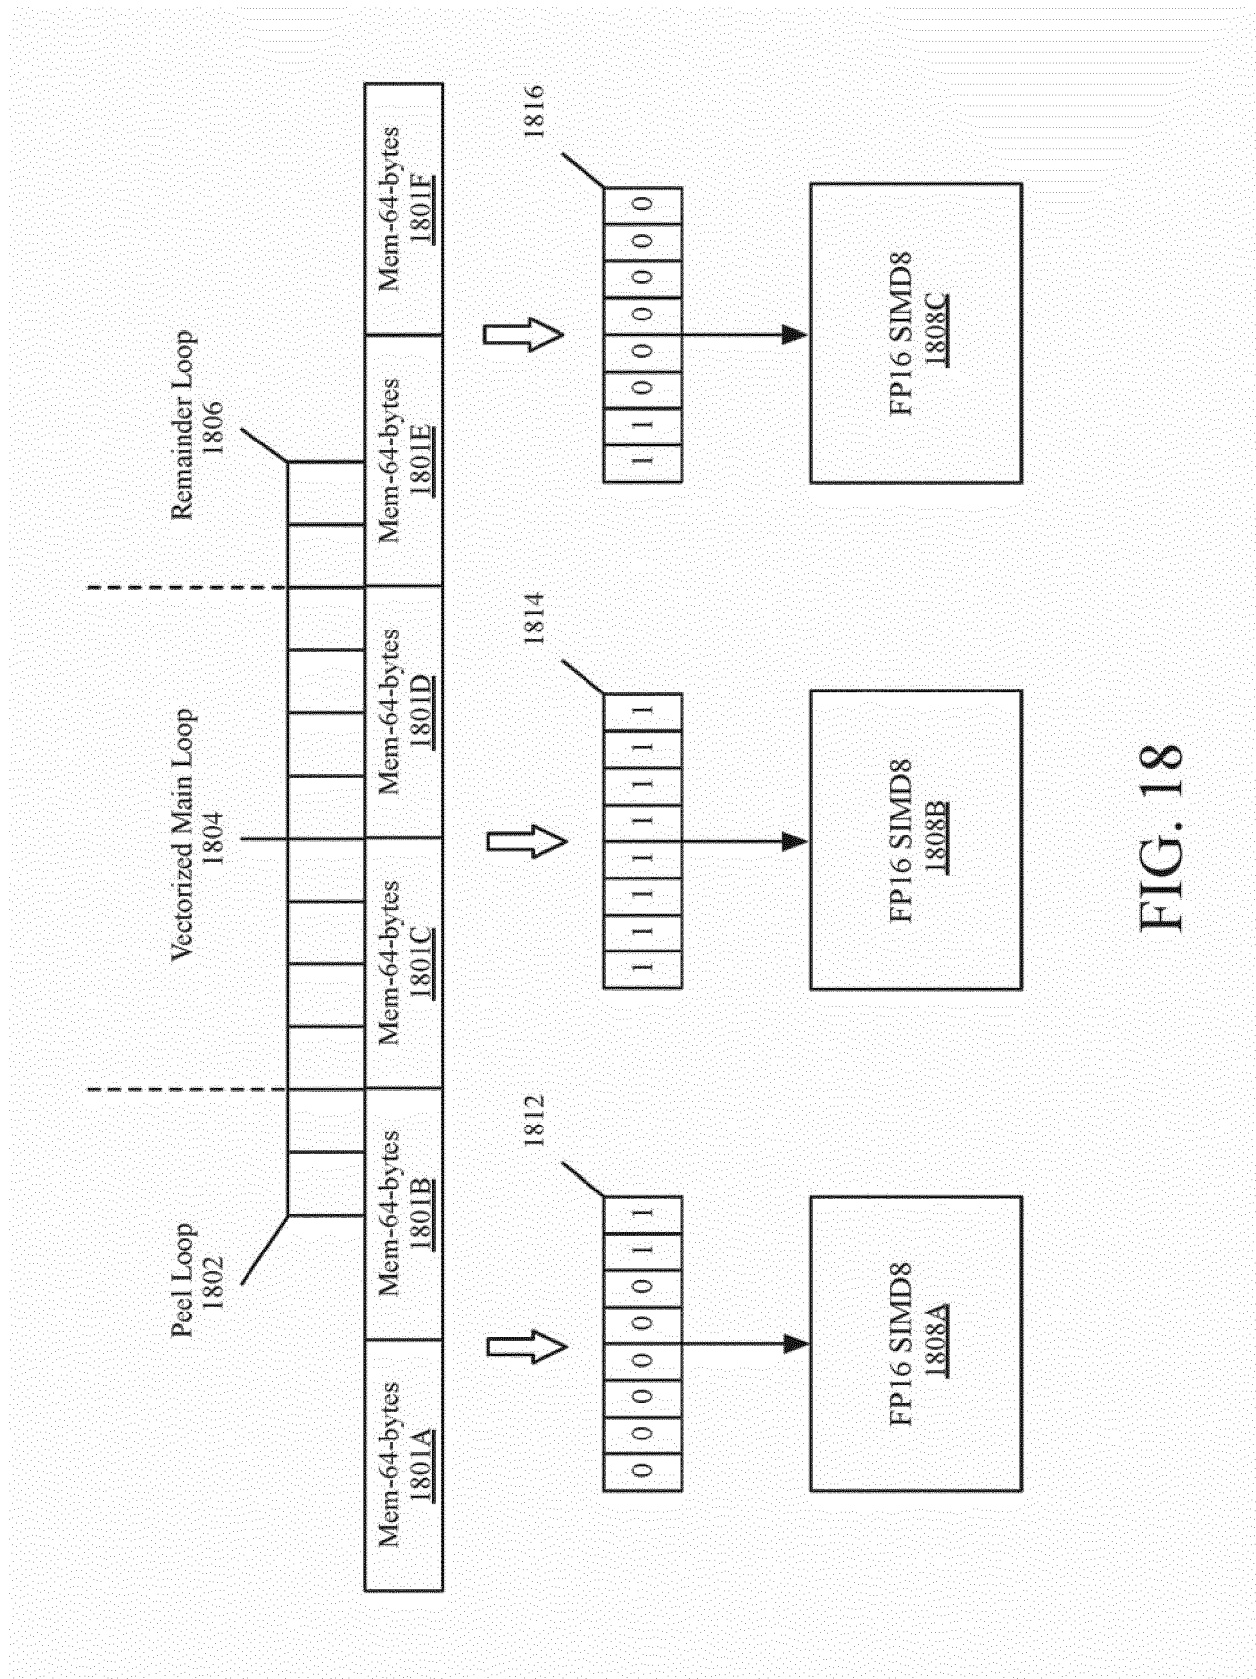 Peel Loop
1802
Vectorized Main Loop
1804
Remainder Loop
1806
Mem-64-bytes
1801A
Mem-64-bytes
1801B
Mem-64-bytes
1801C
Mem-64-bytes
1801D
Mem-64-bytes
1801E
Mem-64-bytes
1801F
1812
0 0 0 0 0 0 1 1
1814
1 1 1 1 1 1 1 1
1816
1 1 0 0 0 0 0 0
FP16 SIMD8
1808A
FP16 SIMD8
1808B
FP16 SIMD8
1808C
FIG. 18